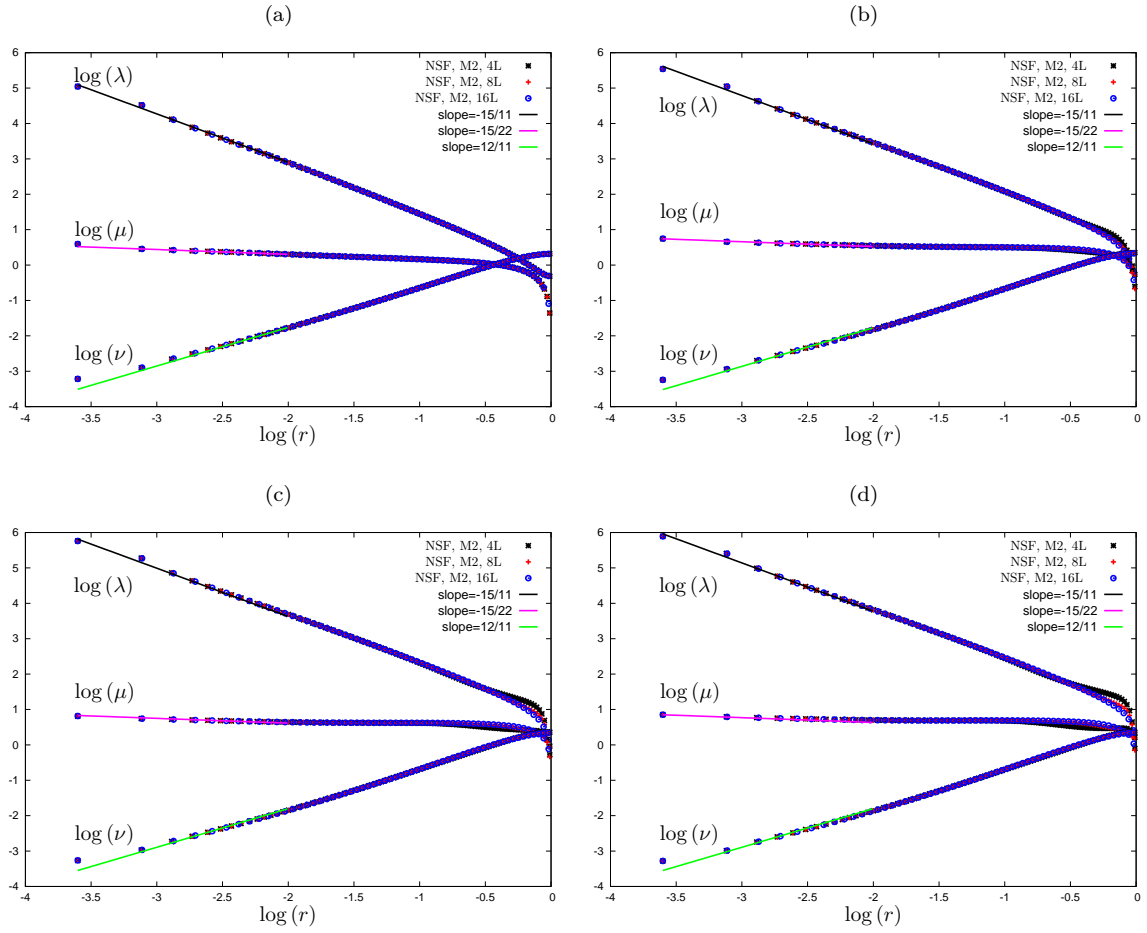 (a)
6
5
4
3
2
1
0
-1
-2
-3
-4
-4 -3.5 -3 -2.5 -2 -1.5 -1 -0.5 0
log (λ)
log (μ)
log (ν)
log (r)
NSF, M2, 4L
NSF, M2, 8L
NSF, M2, 16L
slope=-15/11
slope=-15/22
slope=12/11
(b)
6
5
4
3
2
1
0
-1
-2
-3
-4
-4 -3.5 -3 -2.5 -2 -1.5 -1 -0.5 0
log (λ)
log (μ)
log (ν)
log (r)
NSF, M2, 4L
NSF, M2, 8L
NSF, M2, 16L
slope=-15/11
slope=-15/22
slope=12/11
(c)
6
5
4
3
2
1
0
-1
-2
-3
-4
-4 -3.5 -3 -2.5 -2 -1.5 -1 -0.5 0
log (λ)
log (μ)
log (ν)
log (r)
NSF, M2, 4L
NSF, M2, 8L
NSF, M2, 16L
slope=-15/11
slope=-15/22
slope=12/11
(d)
6
5
4
3
2
1
0
-1
-2
-3
-4
-4 -3.5 -3 -2.5 -2 -1.5 -1 -0.5 0
log (λ)
log (μ)
log (ν)
log (r)
NSF, M2, 4L
NSF, M2, 8L
NSF, M2, 16L
slope=-15/11
slope=-15/22
slope=12/11